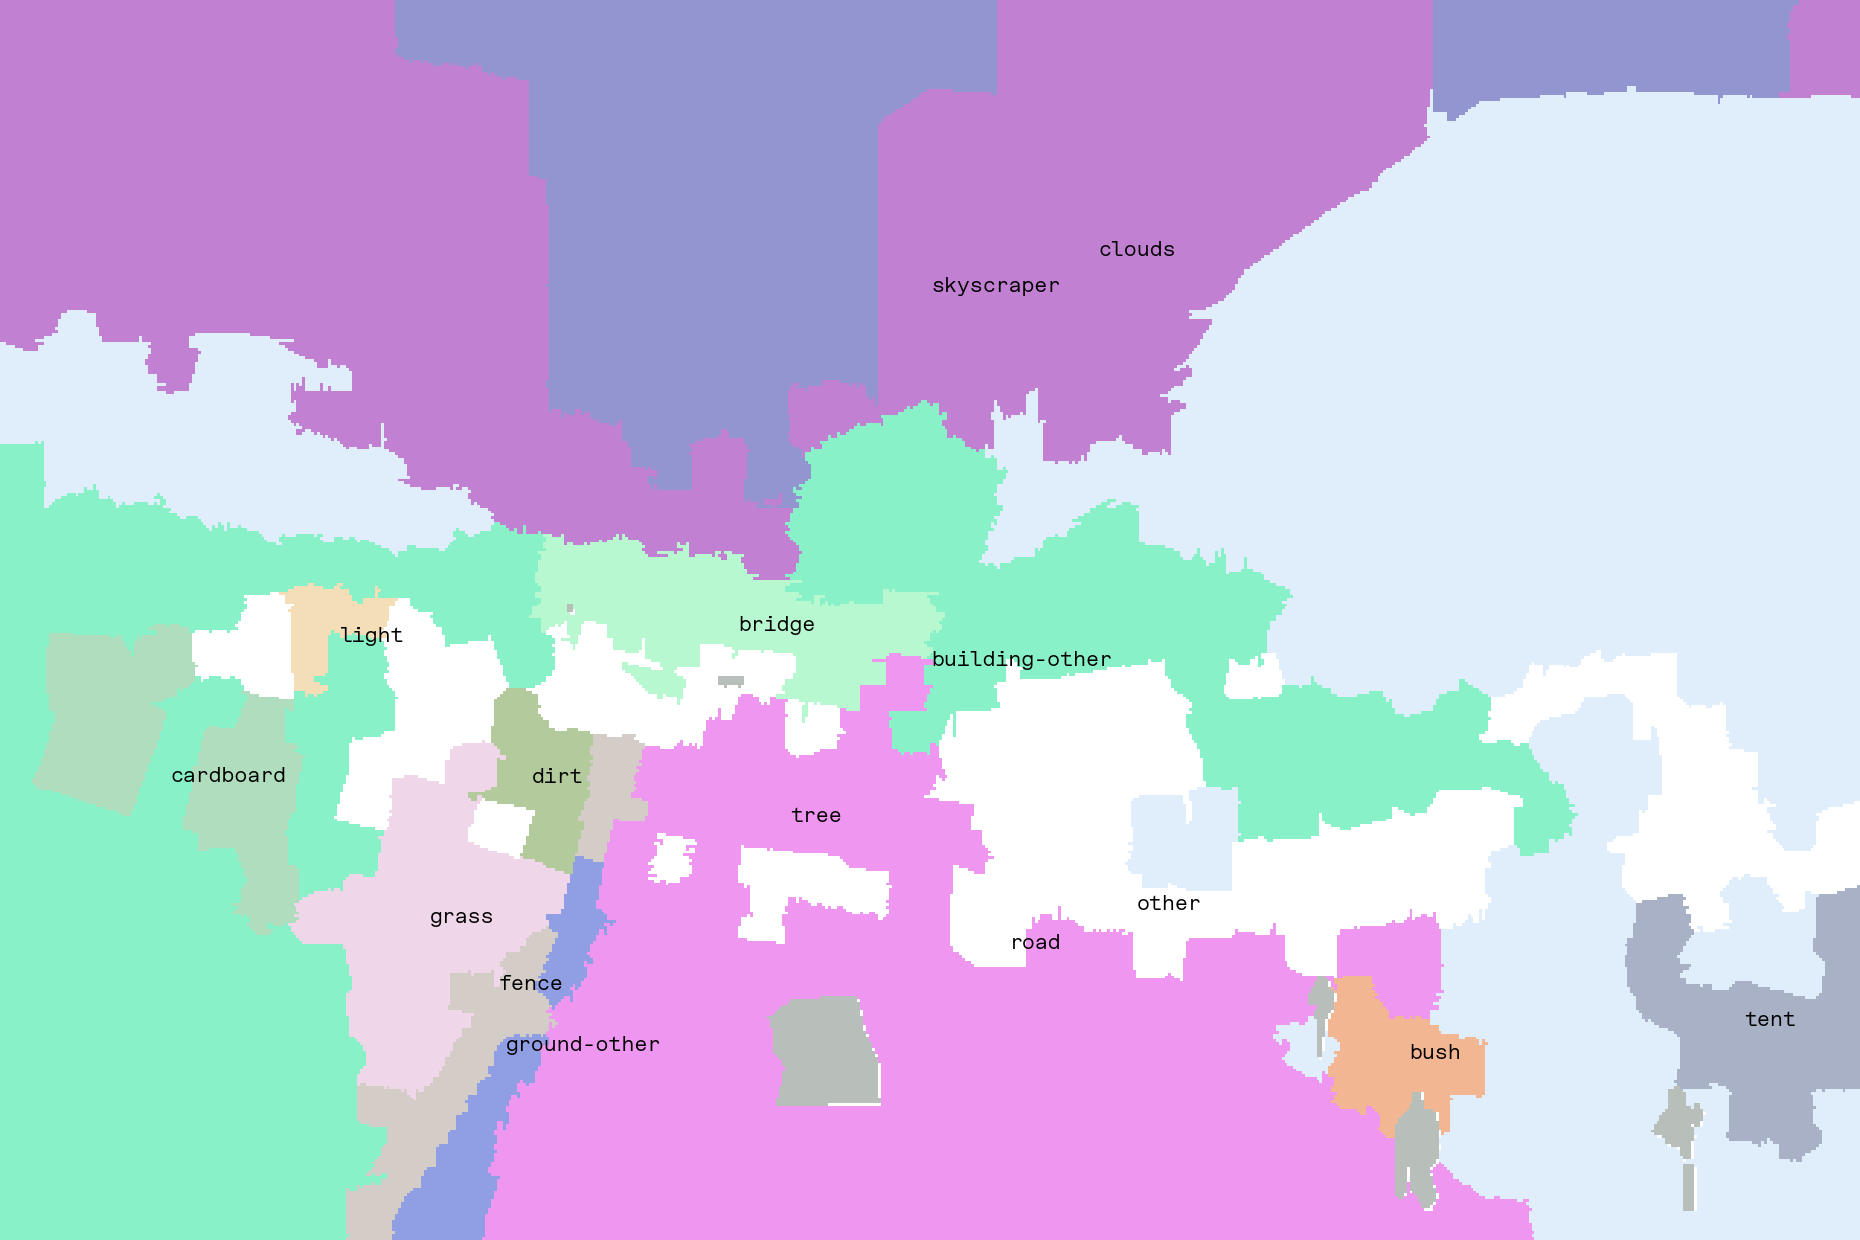 clouds
skyscraper
bridge
light
building-other
cardboard
dirt
tree
other
grass
road
fence
tent
ground-other
bush